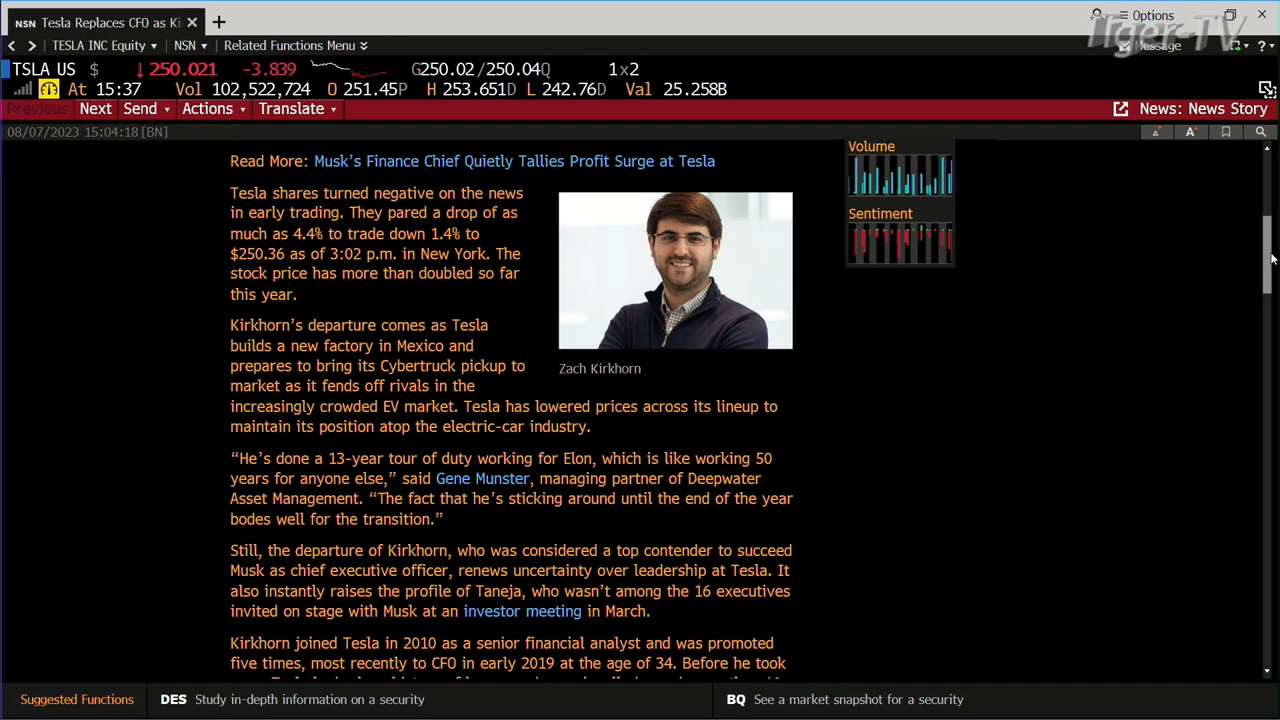 NSN Tesla Replaces CFO as Ki
Options
TESLA INC Equity NSN Related Functions Menu
Message
Tiger-TV
TSLA US $ ↓250.021 -3.839 G250.02/250.04Q 1x2
At 15:37 Vol 102,522,724 O 251.45P H 253.651D L 242.76D Val 25.258B
Previous Next Send Actions Translate News: News Story
08/07/2023 15:04:18[BN]
A A
Read More: Musk's Finance Chief Quietly Tallies Profit Surge at Tesla
Tesla shares turned negative on the news
in early trading. They pared a drop of as
much as 4.4% to trade down 1.4% to
$250.36 as of 3:02 p.m. in New York. The
stock price has more than doubled so far
this year.
Kirkhorn's departure comes as Tesla
builds a new factory in Mexico and
prepares to bring its Cybertruck pickup to
market as it fends off rivals in the
increasingly crowded EV market. Tesla has lowered prices across its lineup to
maintain its position atop the electric-car industry.
Zach Kirkhorn
Volume
Sentiment
“He's done a 13-year tour of duty working for Elon, which is like working 50
years for anyone else,” said Gene Munster, managing partner of Deepwater
Asset Management. “The fact that he's sticking around until the end of the year
bodes well for the transition.”
Still, the departure of Kirkhorn, who was considered a top contender to succeed
Musk as chief executive officer, renews uncertainty over leadership at Tesla. It
also instantly raises the profile of Taneja, who wasn't among the 16 executives
invited on stage with Musk at an investor meeting in March.
Kirkhorn joined Tesla in 2010 as a senior financial analyst and was promoted
five times, most recently to CFO in early 2019 at the age of 34. Before he took
Suggested Functions DES Study in-depth information on a security BQ See a market snapshot for a security